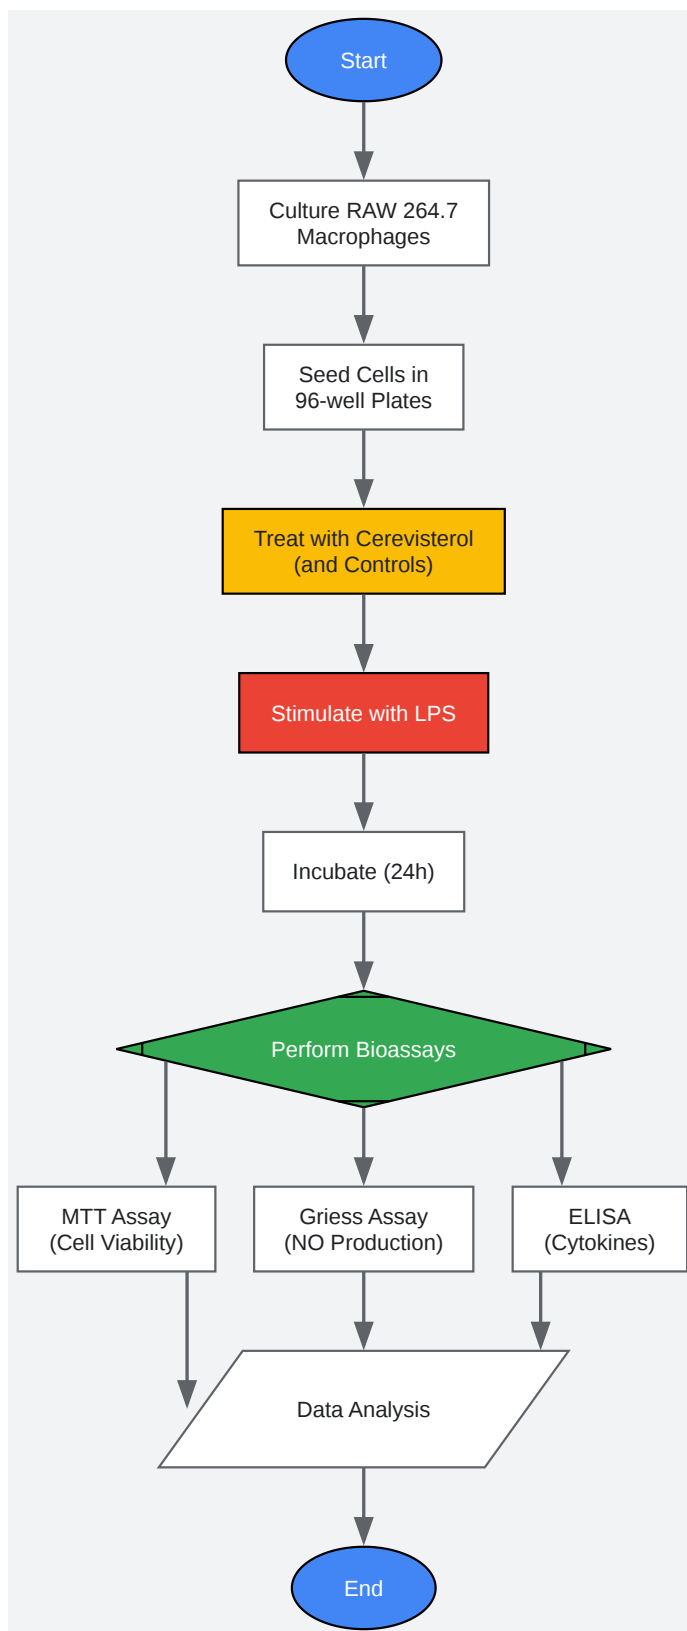 Start
Culture RAW 264.7
Macrophages
Seed Cells in
96-well Plates
Treat with Cerevisterol
(and Controls)
Stimulate with LPS
Incubate (24h)
Perform Bioassays
MTT Assay
(Cell Viability)
Griess Assay
(NO Production)
ELISA
(Cytokines)
Data Analysis
End